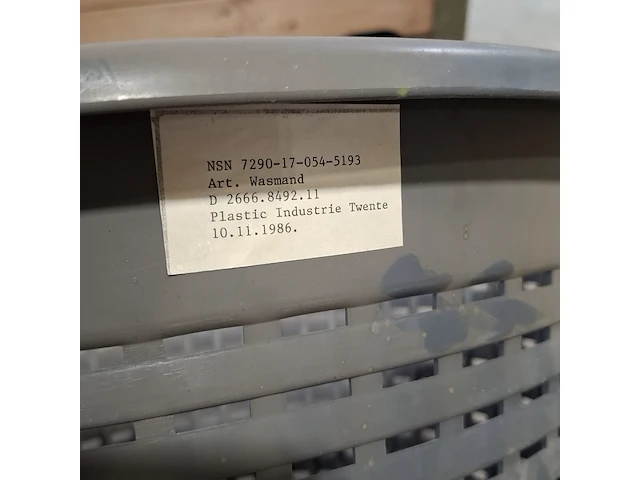 NSN 7290-17-054-5193
Art. Wasmand
D 2666.8492.11
Plastic Industrie Twente
10.11.1986.